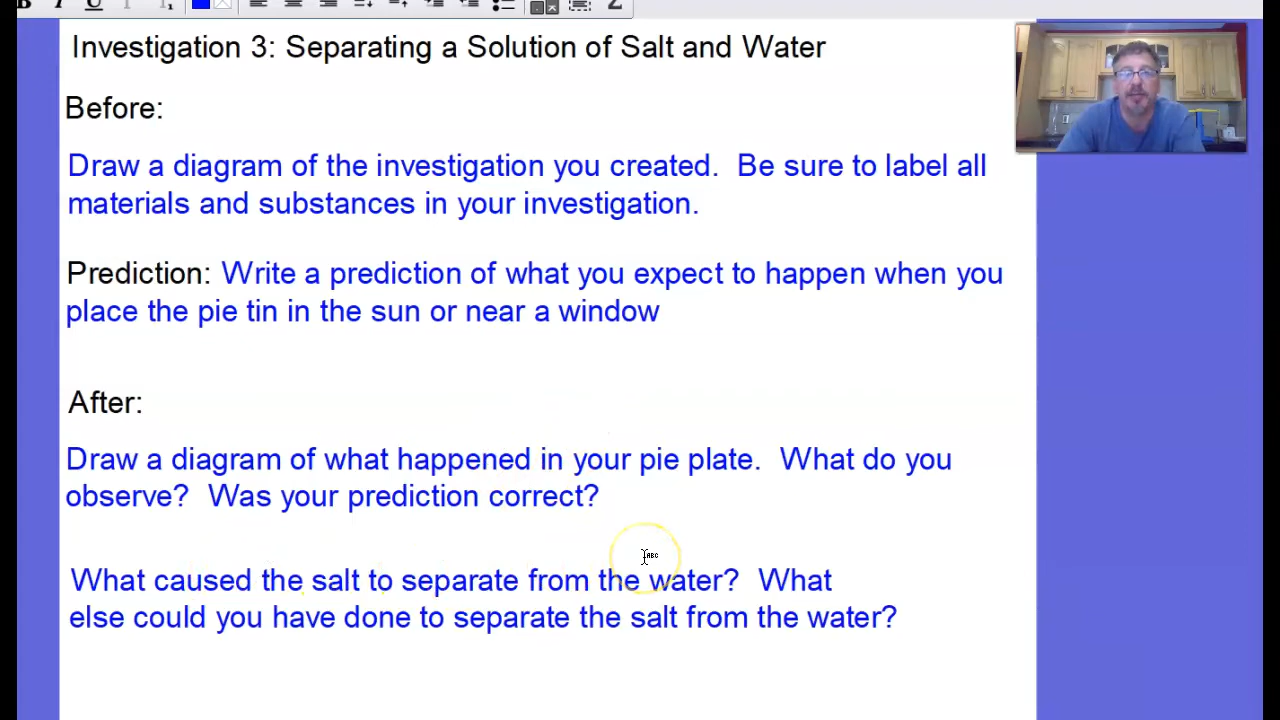 Investigation 3: Separating a Solution of Salt and Water
Before:
Draw a diagram of the investigation you created. Be sure to label all
materials and substances in your investigation.
Prediction: Write a prediction of what you expect to happen when you
place the pie tin in the sun or near a window
After:
Draw a diagram of what happened in your pie plate. What do you
observe? Was your prediction correct?
ABC
What caused the salt to separate from the water? What
else could you have done to separate the salt from the water?